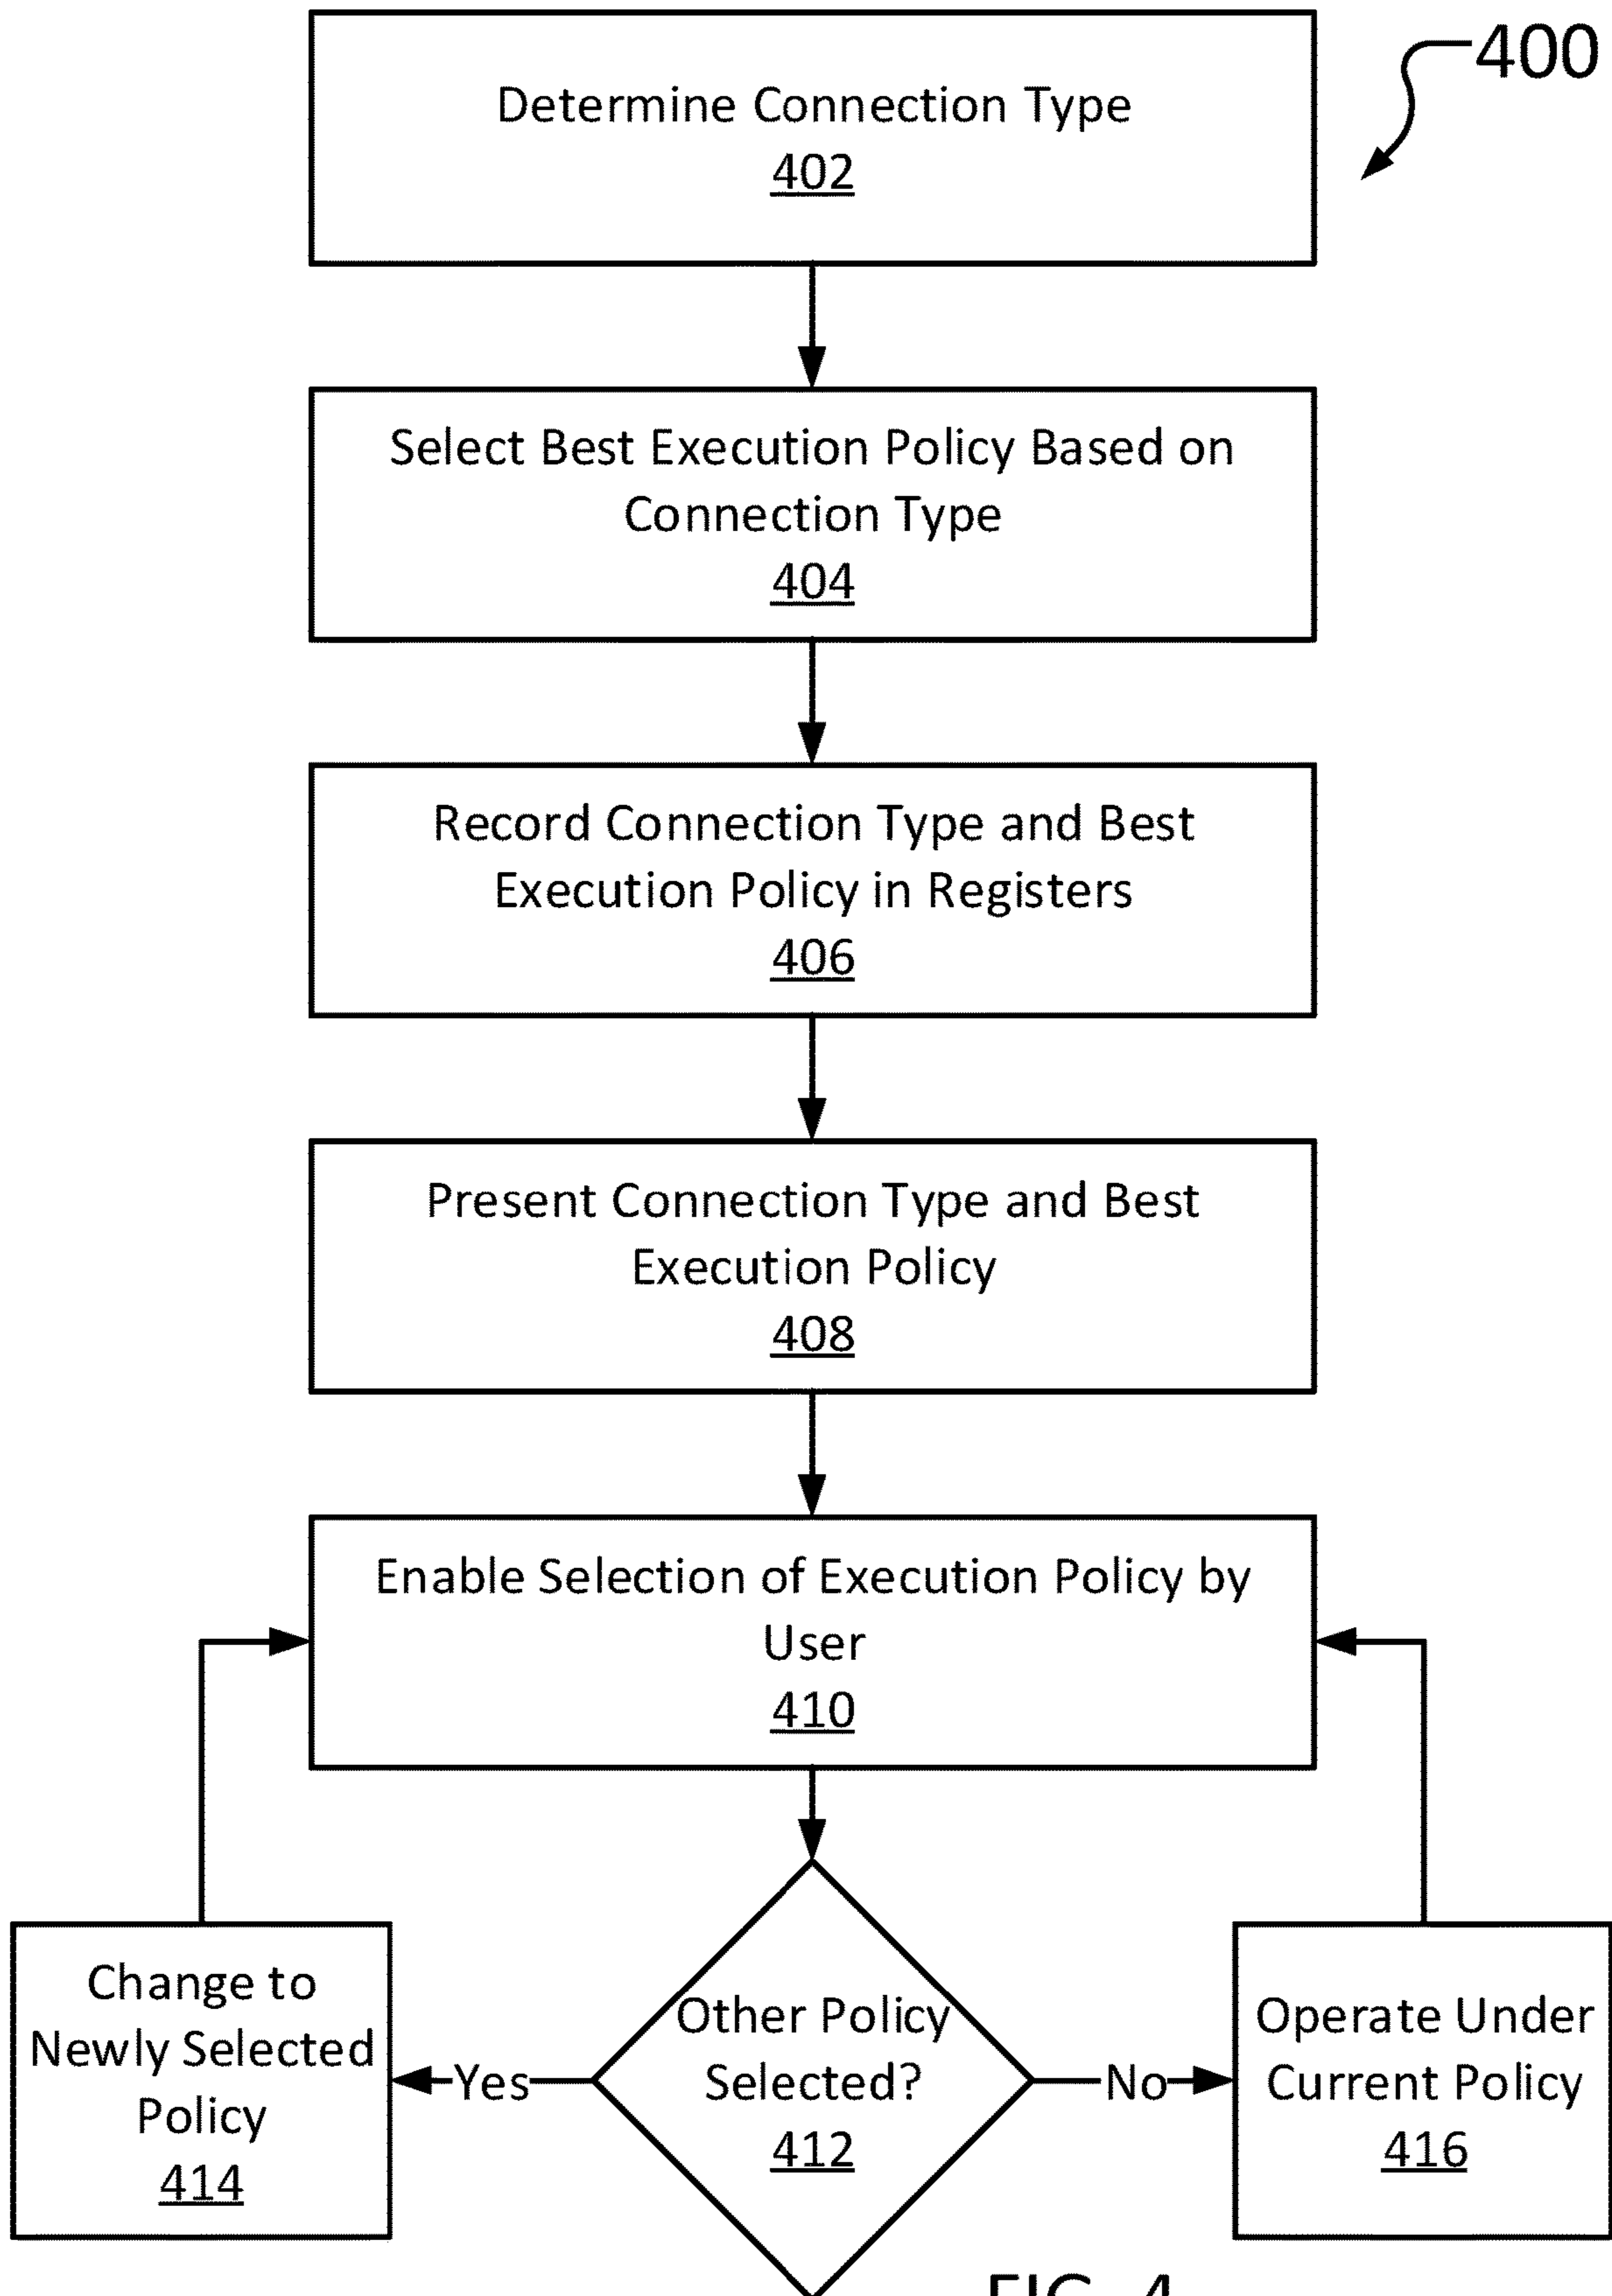 400
Determine Connection Type
402
Select Best Execution Policy Based on
Connection Type
404
Record Connection Type and Best
Execution Policy in Registers
406
Present Connection Type and Best
Execution Policy
408
Enable Selection of Execution Policy by
User
410
Change to
Newly Selected
Policy
414
Yes
Other Policy
Selected?
412
No
Operate Under
Current Policy
416
FIG. 4